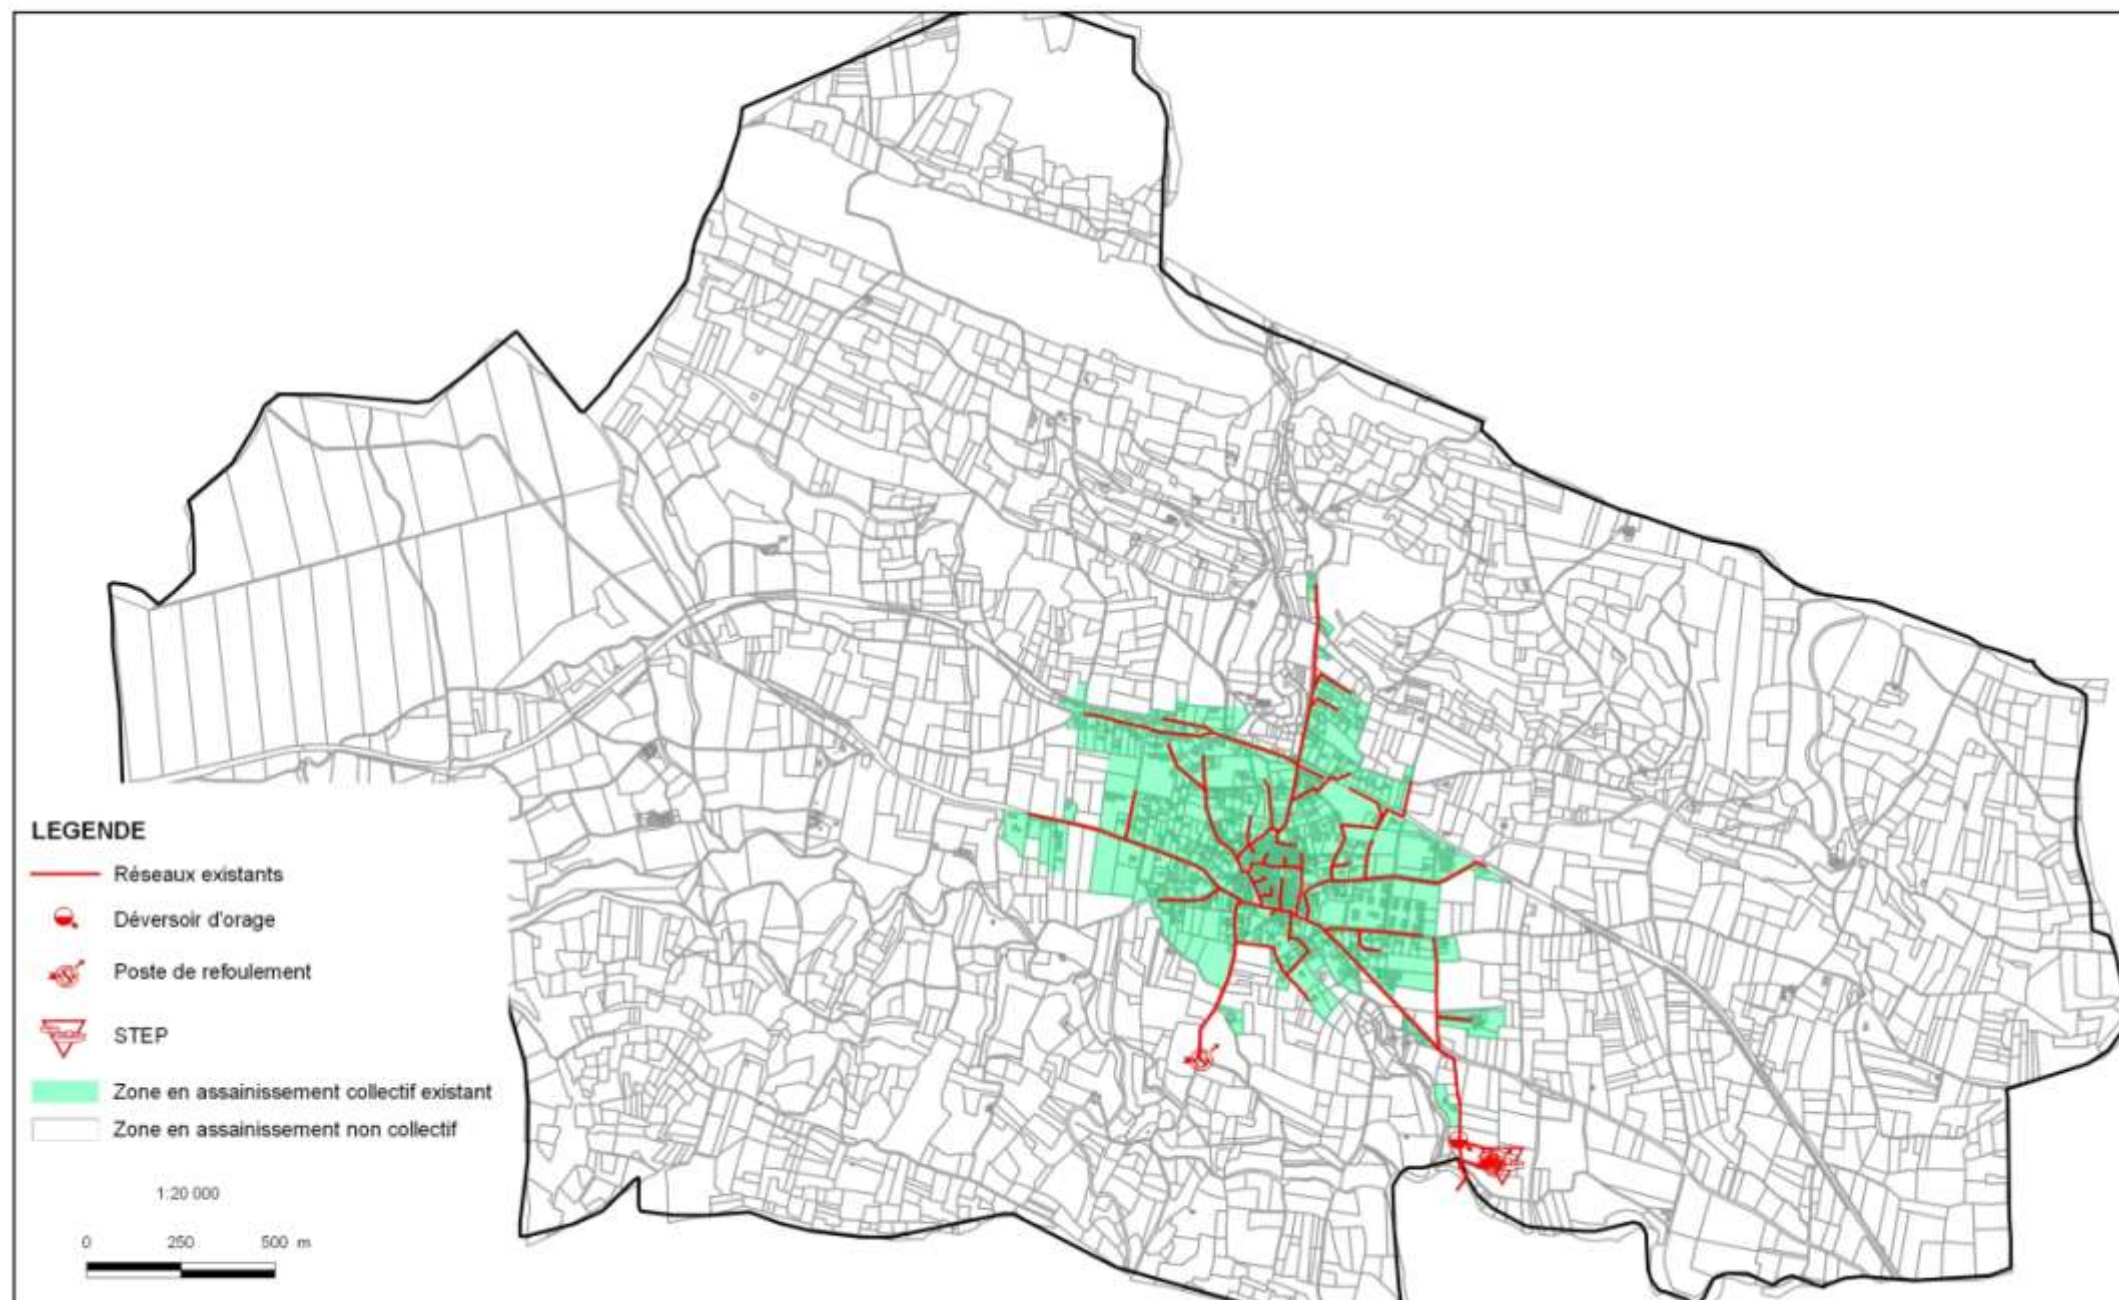 LEGENDE
Réseaux existants
Déversoir d'orage
Poste de refoulement
STEP
Zone en assainissement collectif existant
Zone en assainissement non collectif
1:20 000
0 250 500 m